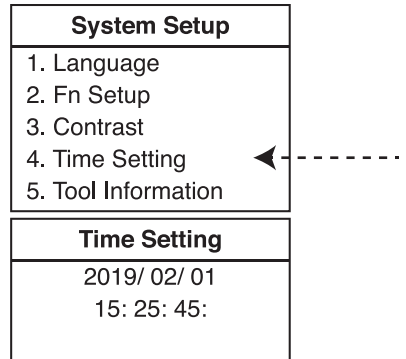 System Setup
1. Language
2. Fn Setup
3. Contrast
4. Time Setting
5. Tool Information
Time Setting
2019/ 02/ 01
15: 25: 45: